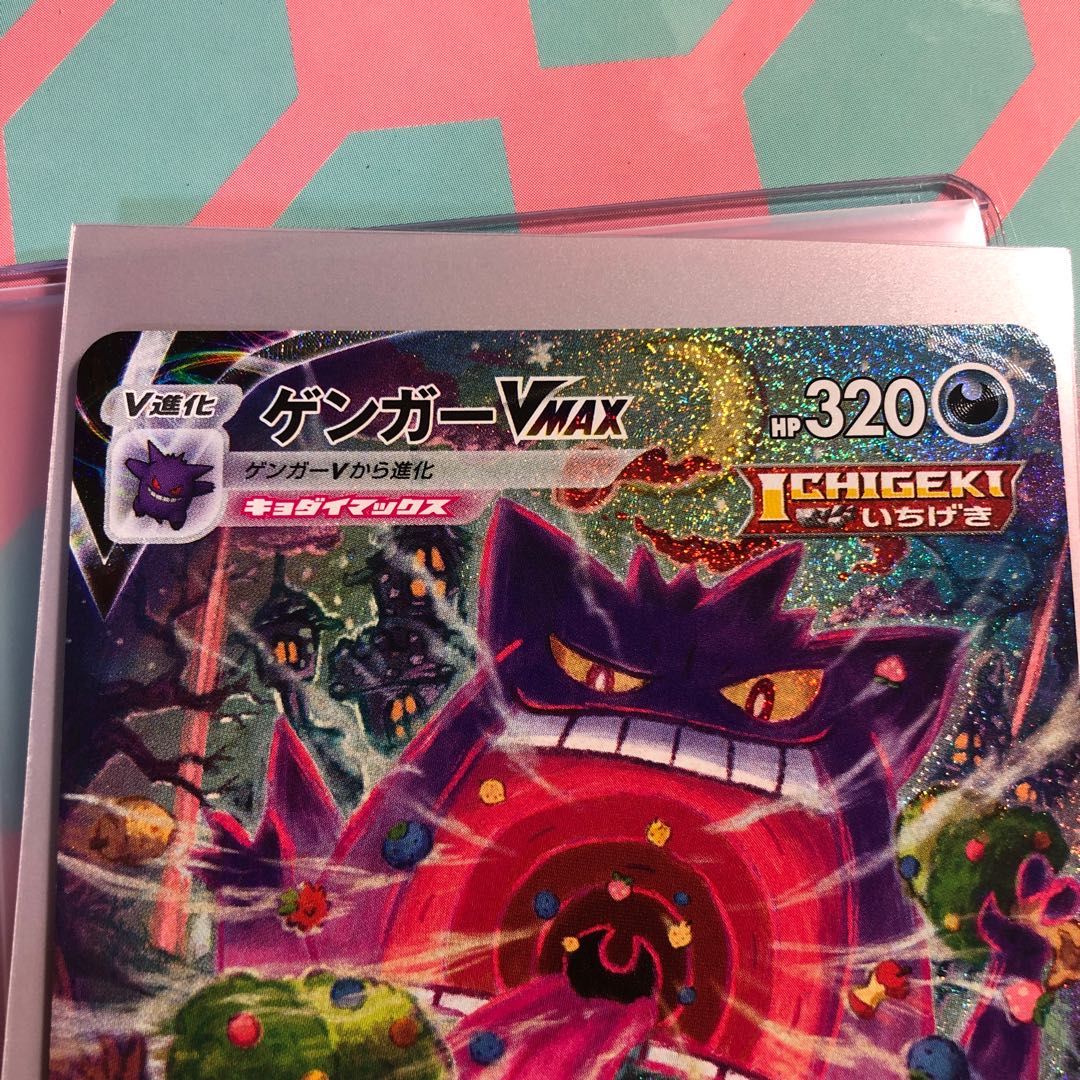 V進化 ゲンガーVMAX HP320
ゲンガーVから進化
キョダイマックス
ICHIGEKI
いちげき